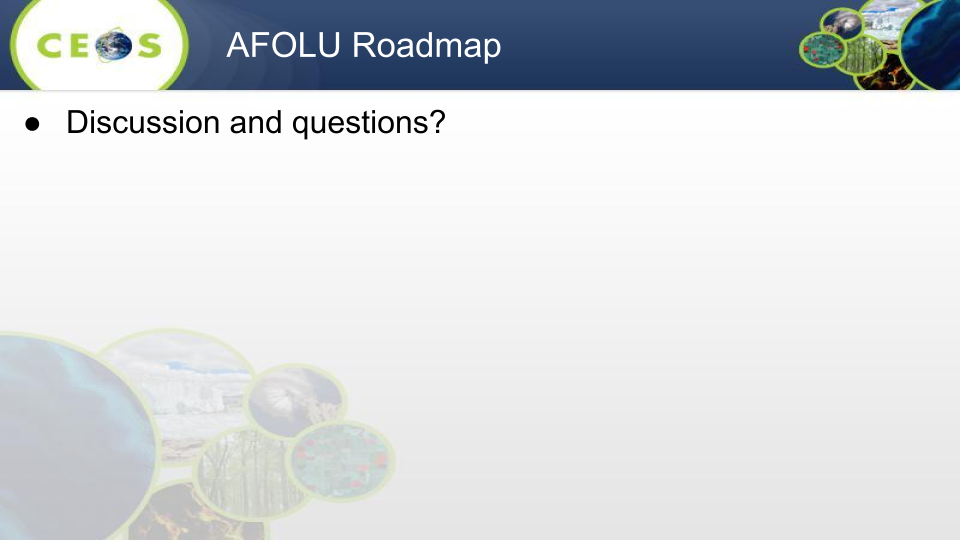 CEOS
AFOLU Roadmap
● Discussion and questions?